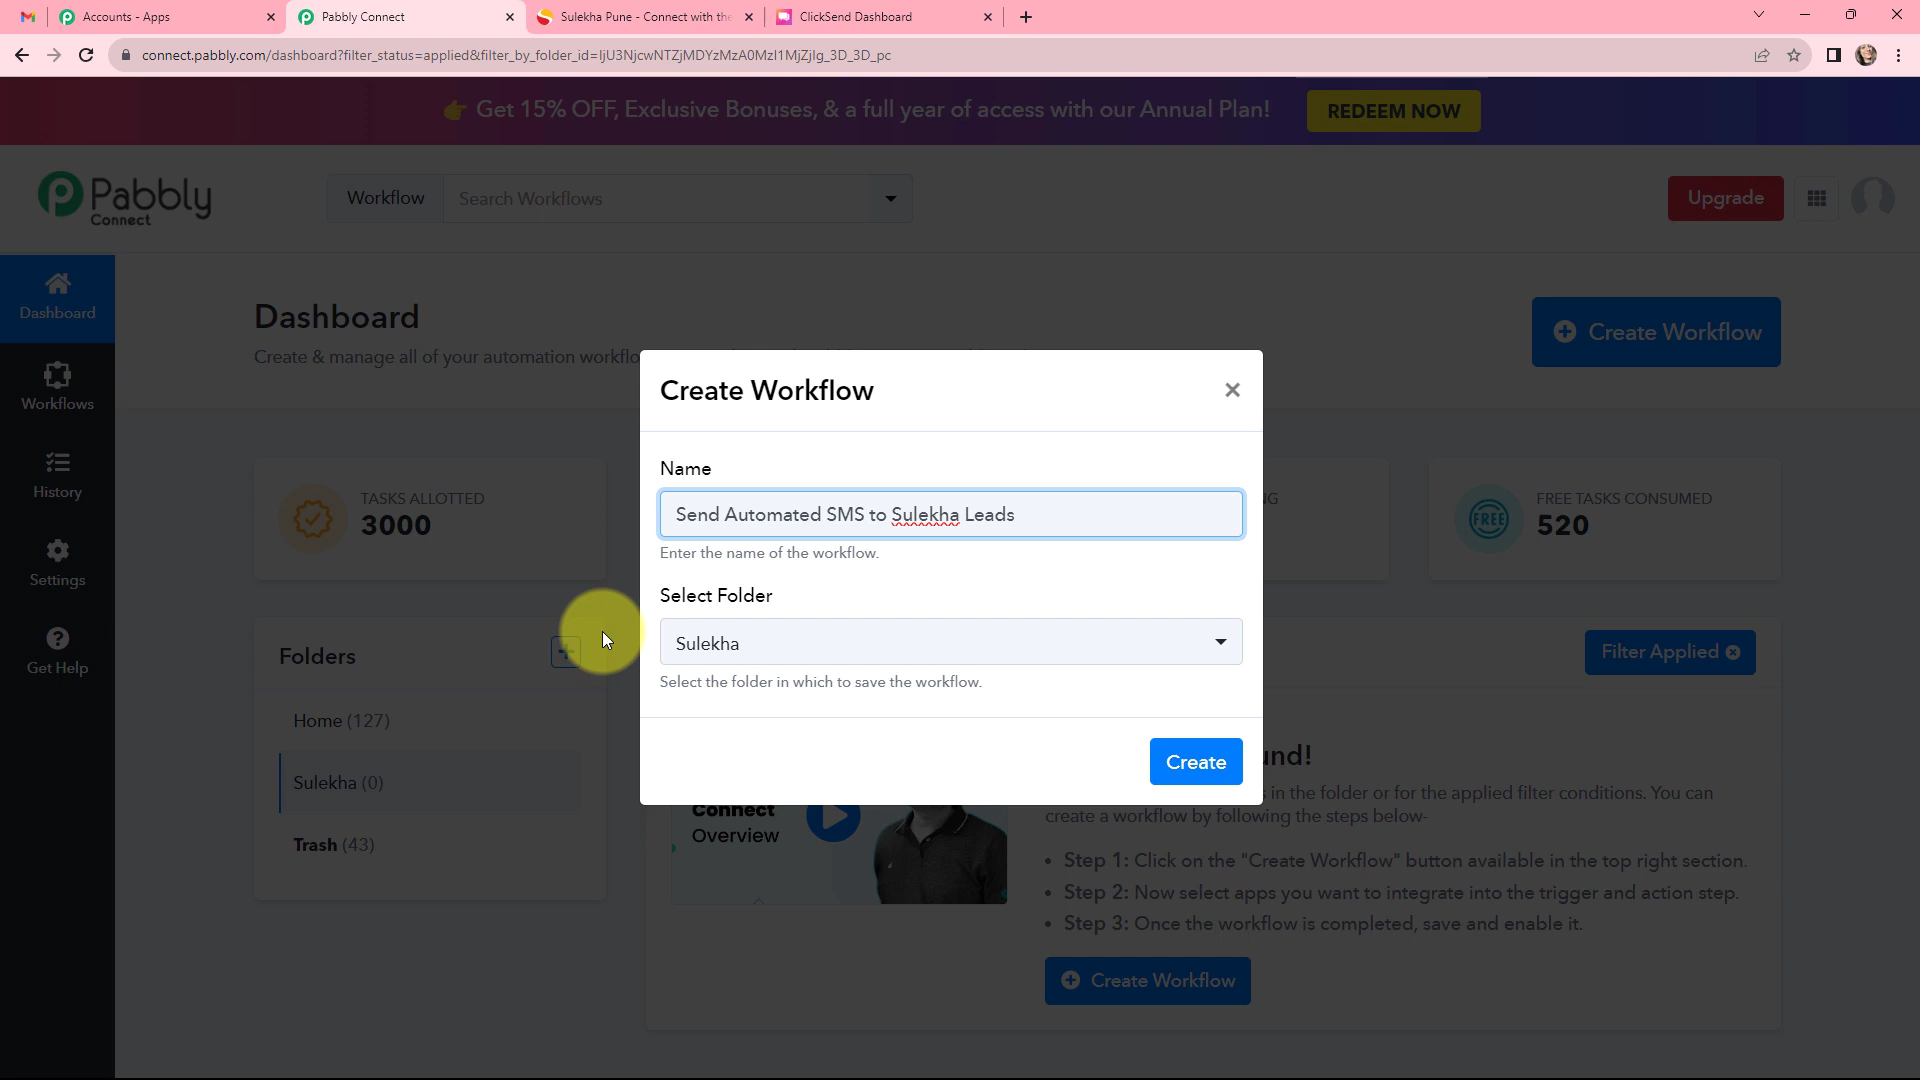 Accounts - Apps
Pabbly Connect
Sulekha Pune - Connect with the
ClickSend Dashboard
connect.pabbly.com/dashboard?filter_status=applied&filter_by_folder_id=IjU3NjcwNTZjMDYzMzA0MzI1MjZjIg_3D_3D_pc
Get 15% OFF, Exclusive Bonuses, & a full year of access with our Annual Plan!
REDEEM NOW
Pabbly
Connect
Workflow
Search Workflows
Upgrade
Dashboard
Workflows
History
Settings
Get Help
Dashboard
Create & manage all of your automation
Create Workflow
TASKS ALLOTTED
3000
FREE TASKS CONSUMED
520
FREE
Create Workflow
Name
Send Automated SMS to Sulekha Leads
Enter the name of the workflow.
Select Folder
Sulekha
Select the folder in which to save the workflow.
Create
Folders
Home (127)
Sulekha (0)
Trash (43)
Filter Applied
Connect
Overview
in the folder or for the applied filter conditions. You can
create a workflow by following the steps below-
• Step 1: Click on the "Create Workflow" button available in the top right section.
• Step 2: Now select apps you want to integrate into the trigger and action step.
• Step 3: Once the workflow is completed, save and enable it.
Create Workflow